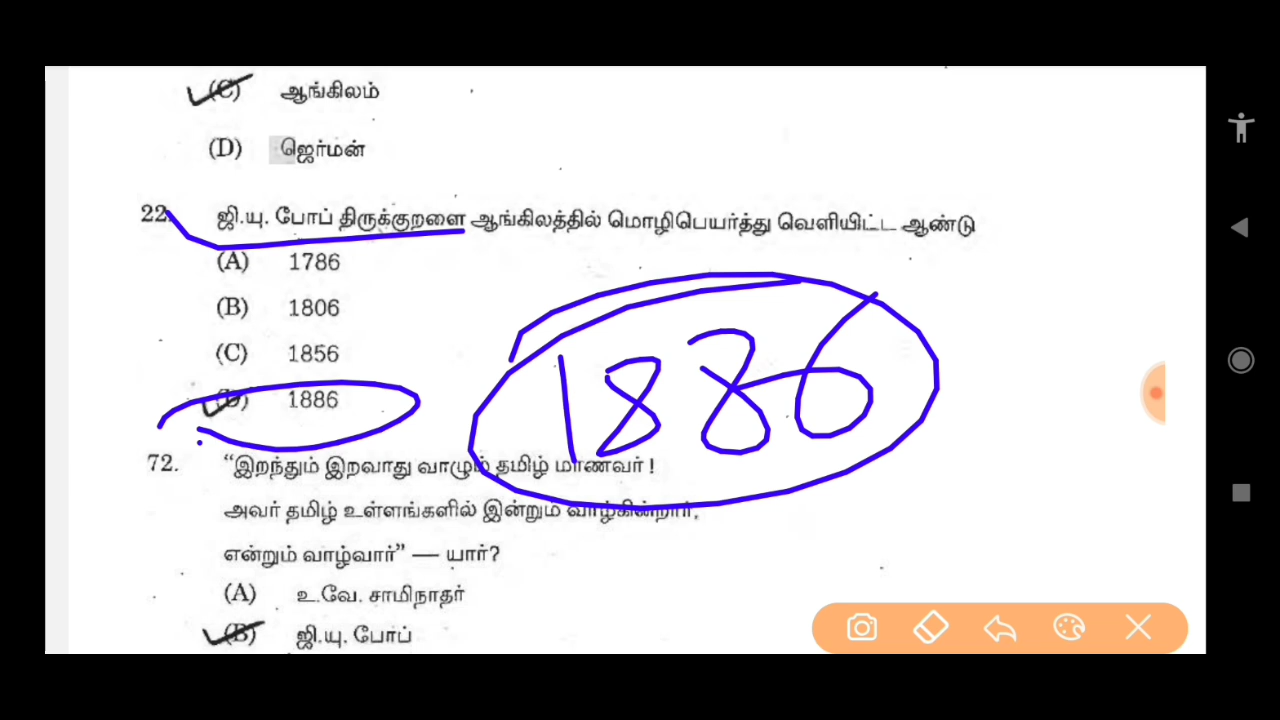 (C) ஆங்கிலம்
(D) ஜெர்மன்
22. ஜி.யு. போப் திருக்குறளை ஆங்கிலத்தில் மொழிபெயர்த்து வெளியிட்ட ஆண்டு
(A) 1786
(B) 1806
(C) 1856
(D) 1886
1886
72. “இறந்தும் இறவாது வாழும் தமிழ் மாணவர் !
அவர் தமிழ் உள்ளங்களில் இன்றும் வாழ்கின்றார்,
என்றும் வாழ்வார்” — யார்?
(A) உ.வே. சாமிநாதர்
(B) ஜி.யு. போப்